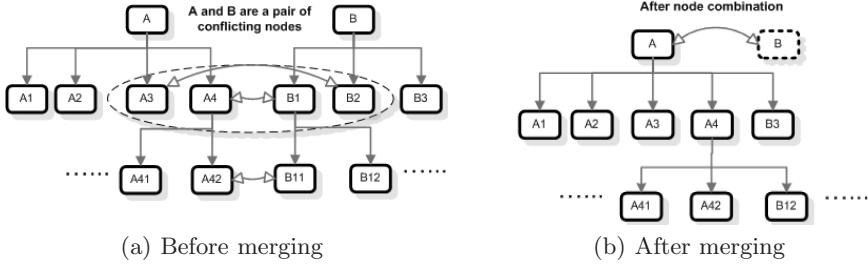 A and B are a pair of
conflicting nodes
A
B
A1
A2
A3
A4
B1
B2
B3
A41
A42
B11
B12
......
......
(a) Before merging
After node combination
A
B
A1
A2
A3
A4
B3
A41
A42
B12
......
......
(b) After merging